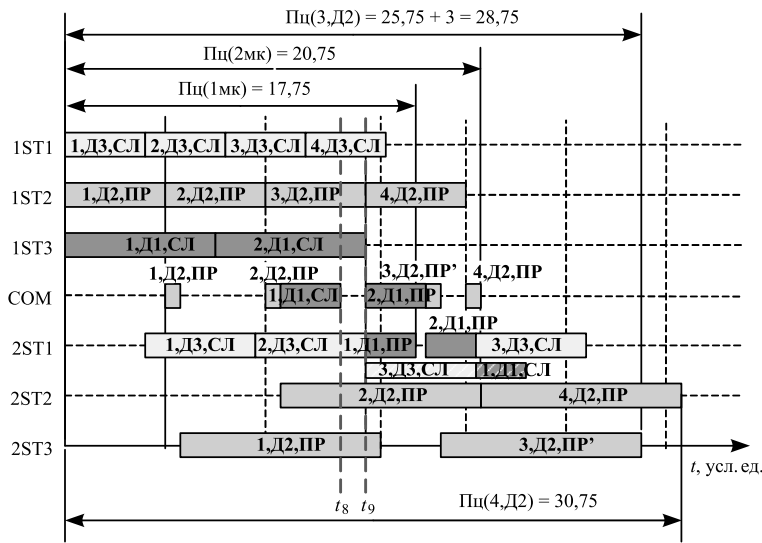 Пц(3,Д2) = 25,75 + 3 = 28,75
Пц(2мк) = 20,75
Пц(1мк) = 17,75
1ST1 1,Д3,СЛ 2,Д3,СЛ 3,Д3,СЛ 4,Д3,СЛ
1ST2 1,Д2,ПР 2,Д2,ПР 3,Д2,ПР 4,Д2,ПР
1ST3 1,Д1,СЛ 2,Д1,СЛ
1,Д2,ПР 2,Д2,ПР 3,Д2,ПР’ 4,Д2,ПР
COM 1,Д1,СЛ 2,Д1,ПР
2,Д1,ПР
2ST1 1,Д3,СЛ 2,Д3,СЛ 1,Д1,ПР 3,Д3,СЛ
3,Д3,СЛ 1,Д1,СЛ
2ST2 2,Д2,ПР 4,Д2,ПР
2ST3 1,Д2,ПР 3,Д2,ПР’
t, усл. ед.
t8 t9
Пц(4,Д2) = 30,75